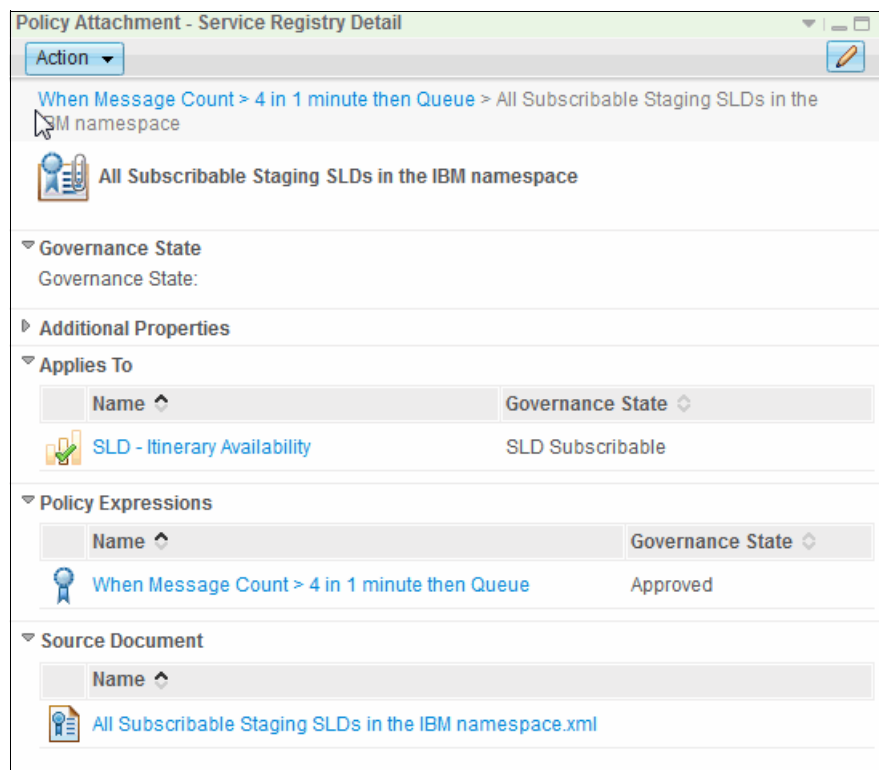 Policy Attachment - Service Registry Detail
Action
When Message Count > 4 in 1 minute then Queue > All Subscribable Staging SLDs in the
IBM namespace
All Subscribable Staging SLDs in the IBM namespace
Governance State
Governance State:
Additional Properties
Applies To
Name Governance State
SLD - Itinerary Availability SLD Subscribable
Policy Expressions
Name Governance State
When Message Count > 4 in 1 minute then Queue Approved
Source Document
Name
All Subscribable Staging SLDs in the IBM namespace.xml